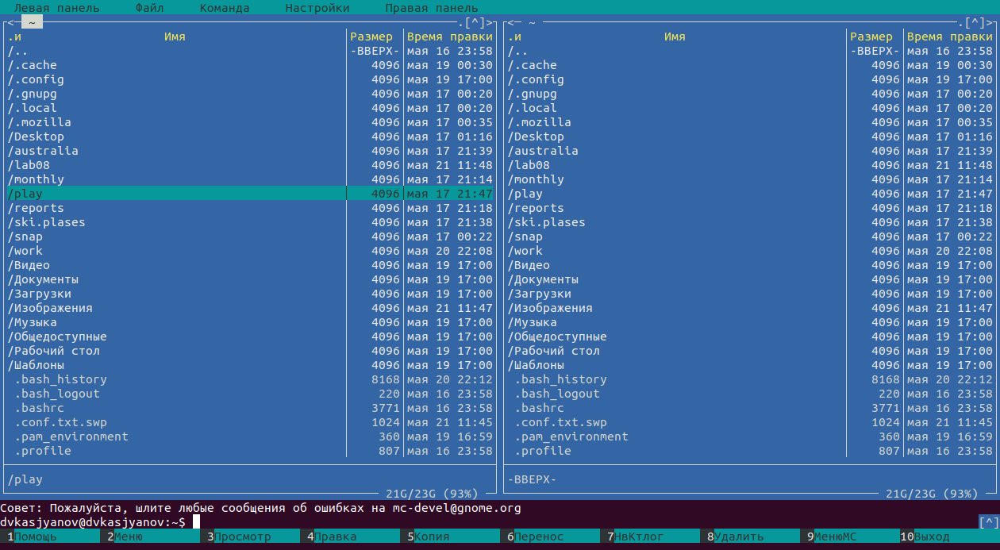 Левая панель Файл Команда Настройки Правая панель
<- ~ .[^]> <- ~ .[^]>
.и Имя Размер Время правки .и Имя Размер Время правки
/.. -ВВЕРХ- мая 16 23:58 /.. -ВВЕРХ- мая 16 23:58
/.cache 4096 мая 19 00:30 /.cache 4096 мая 19 00:30
/.config 4096 мая 19 17:00 /.config 4096 мая 19 17:00
/.gnupg 4096 мая 17 00:20 /.gnupg 4096 мая 17 00:20
/.local 4096 мая 17 00:20 /.local 4096 мая 17 00:20
/.mozilla 4096 мая 17 00:35 /.mozilla 4096 мая 17 00:35
/Desktop 4096 мая 17 01:16 /Desktop 4096 мая 17 01:16
/australia 4096 мая 17 21:39 /australia 4096 мая 17 21:39
/lab08 4096 мая 21 11:48 /lab08 4096 мая 21 11:48
/monthly 4096 мая 17 21:14 /monthly 4096 мая 17 21:14
/play 4096 мая 17 21:47 /play 4096 мая 17 21:47
/reports 4096 мая 17 21:18 /reports 4096 мая 17 21:18
/ski.plases 4096 мая 17 21:38 /ski.plases 4096 мая 17 21:38
/snap 4096 мая 17 00:22 /snap 4096 мая 17 00:22
/work 4096 мая 20 22:08 /work 4096 мая 20 22:08
/Видео 4096 мая 19 17:00 /Видео 4096 мая 19 17:00
/Документы 4096 мая 19 17:00 /Документы 4096 мая 19 17:00
/Загрузки 4096 мая 19 17:00 /Загрузки 4096 мая 19 17:00
/Изображения 4096 мая 21 11:47 /Изображения 4096 мая 21 11:47
/Музыка 4096 мая 19 17:00 /Музыка 4096 мая 19 17:00
/Общедоступные 4096 мая 19 17:00 /Общедоступные 4096 мая 19 17:00
/Рабочий стол 4096 мая 19 17:00 /Рабочий стол 4096 мая 19 17:00
/Шаблоны 4096 мая 19 17:00 /Шаблоны 4096 мая 19 17:00
.bash_history 8168 мая 20 22:12 .bash_history 8168 мая 20 22:12
.bash_logout 220 мая 16 23:58 .bash_logout 220 мая 16 23:58
.bashrc 3771 мая 16 23:58 .bashrc 3771 мая 16 23:58
.conf.txt.swp 1024 мая 21 11:45 .conf.txt.swp 1024 мая 21 11:45
.pam_environment 360 мая 19 16:59 .pam_environment 360 мая 19 16:59
.profile 807 мая 16 23:58 .profile 807 мая 16 23:58
/play -ВВЕРХ-
21G/23G (93%) 21G/23G (93%)
Совет: Пожалуйста, шлите любые сообщения об ошибках на mc-devel@gnome.org
dvkasjyanov@dvkasjyanov:~$ [^]
1Помощь 2Меню 3Просмотр 4Правка 5Копия 6Перенос 7НвКтлог 8Удалить 9МенюМС 10Выход